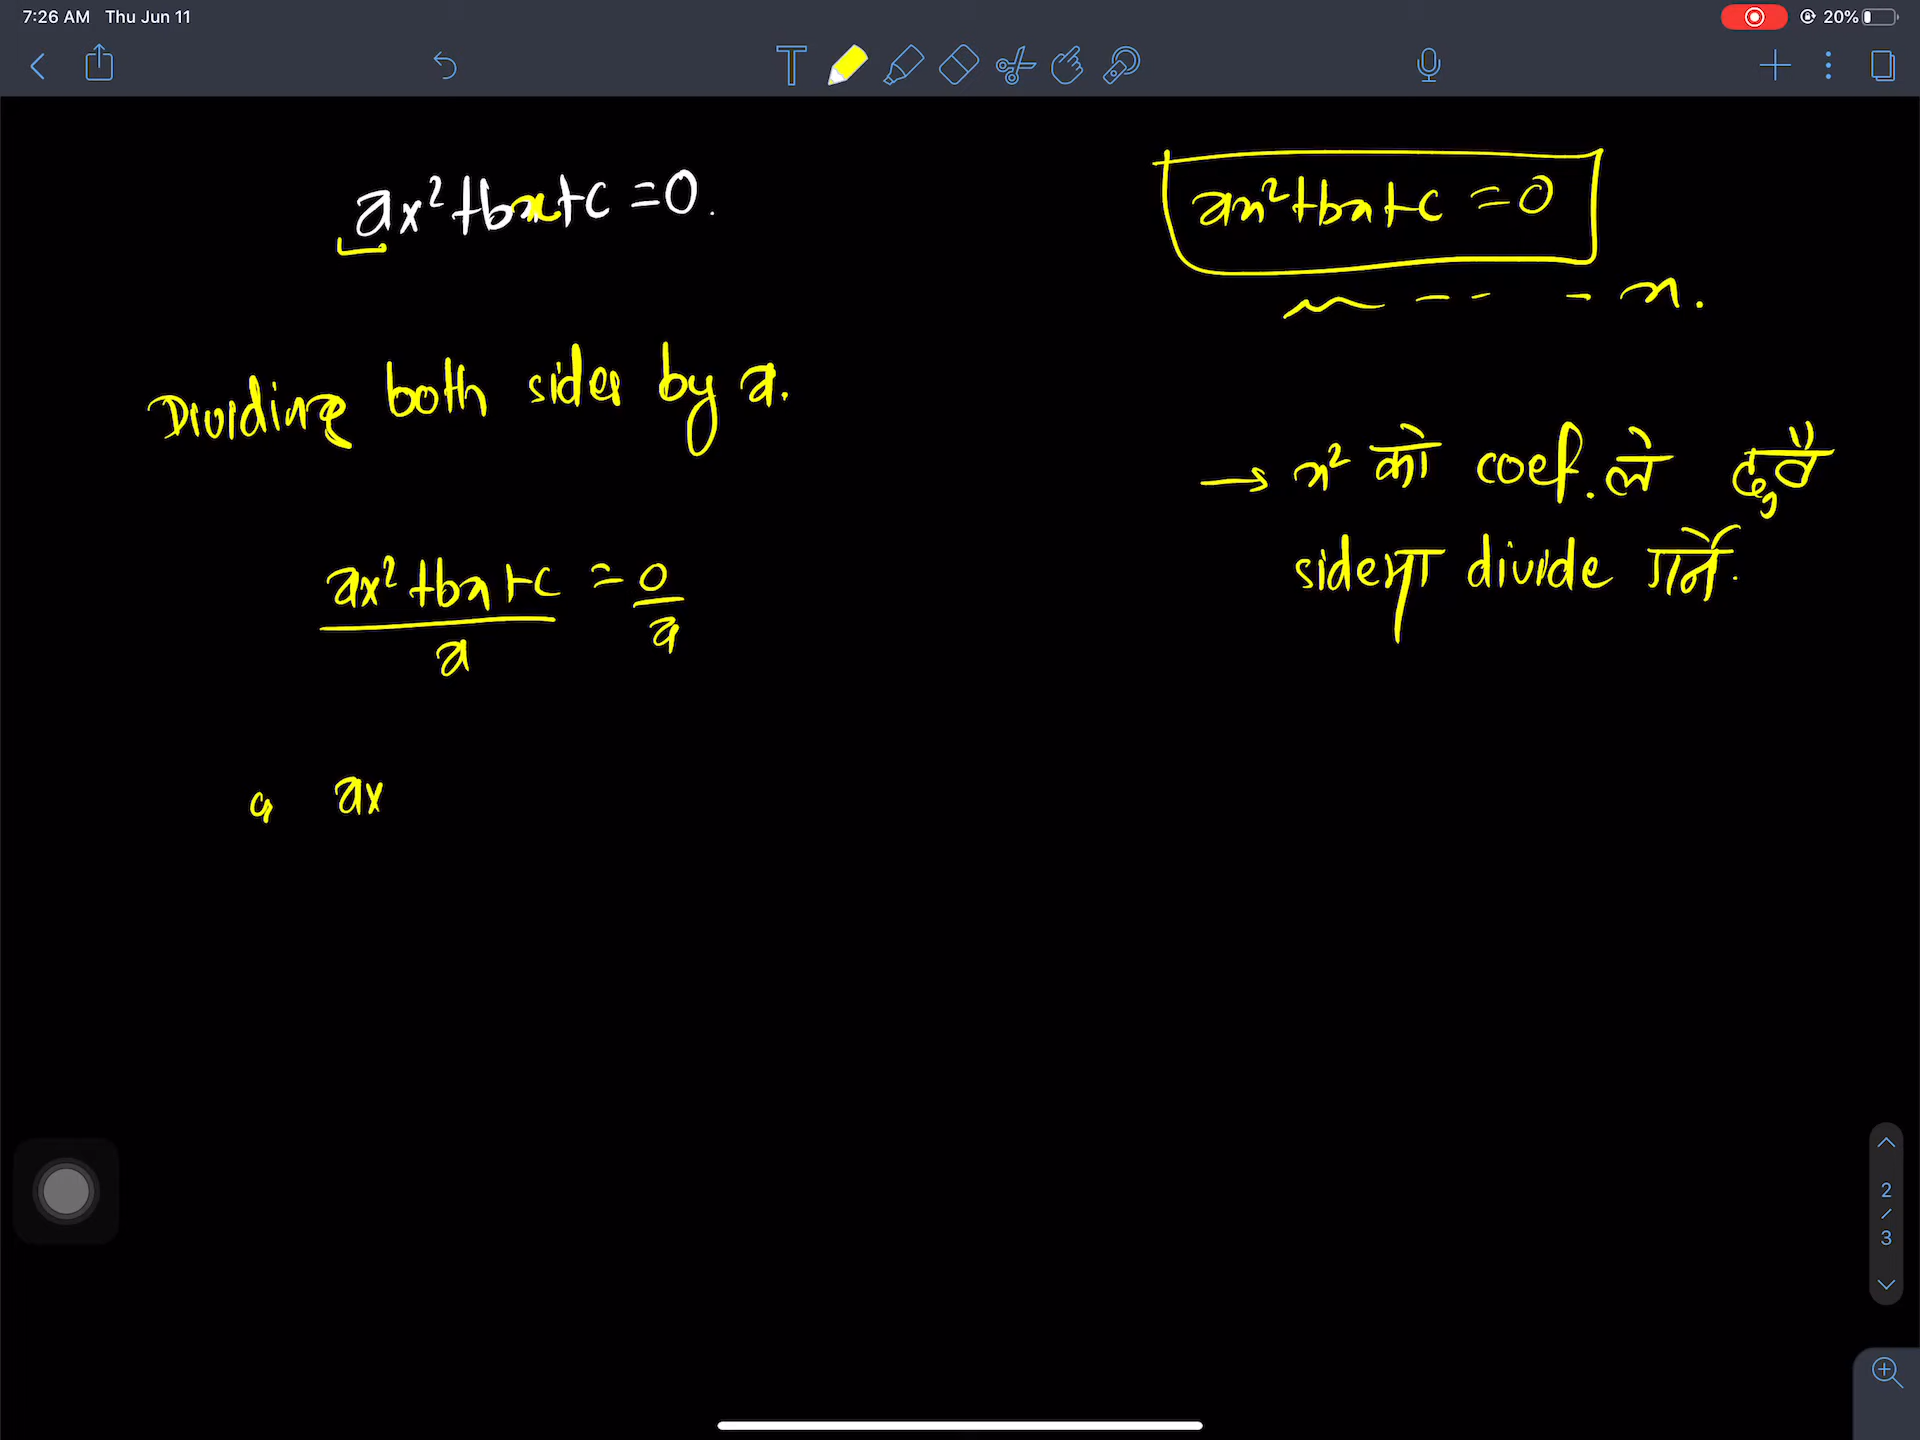 7:26 AM Thu Jun 11
20%
ax²+bx+c =0.
ax²+bx+c =0
x.
Dividing both sides by a.
→ x² को coef. ले दुवै
sideमा divide गर्ने.
ax²+bx+c = 0
a a
ax
2
/
3